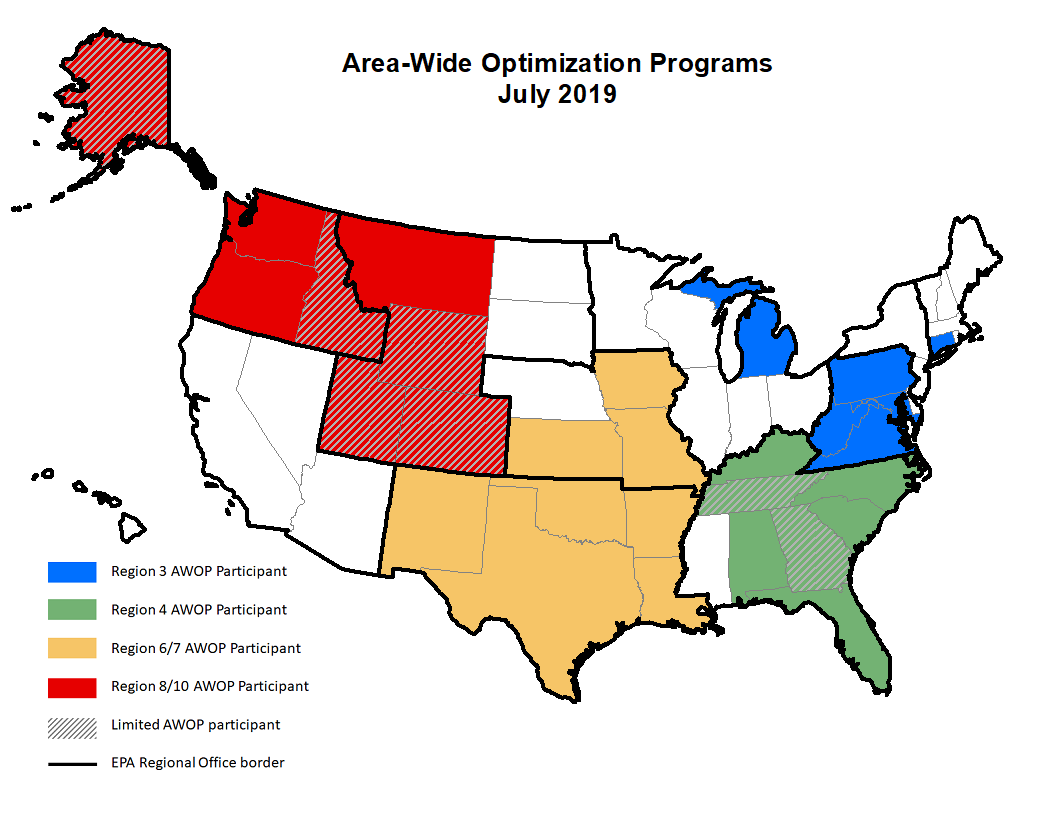 Area-Wide Optimization Programs
July 2019
Region 3 AWOP Participant
Region 4 AWOP Participant
Region 6/7 AWOP Participant
Region 8/10 AWOP Participant
Limited AWOP participant
EPA Regional Office border